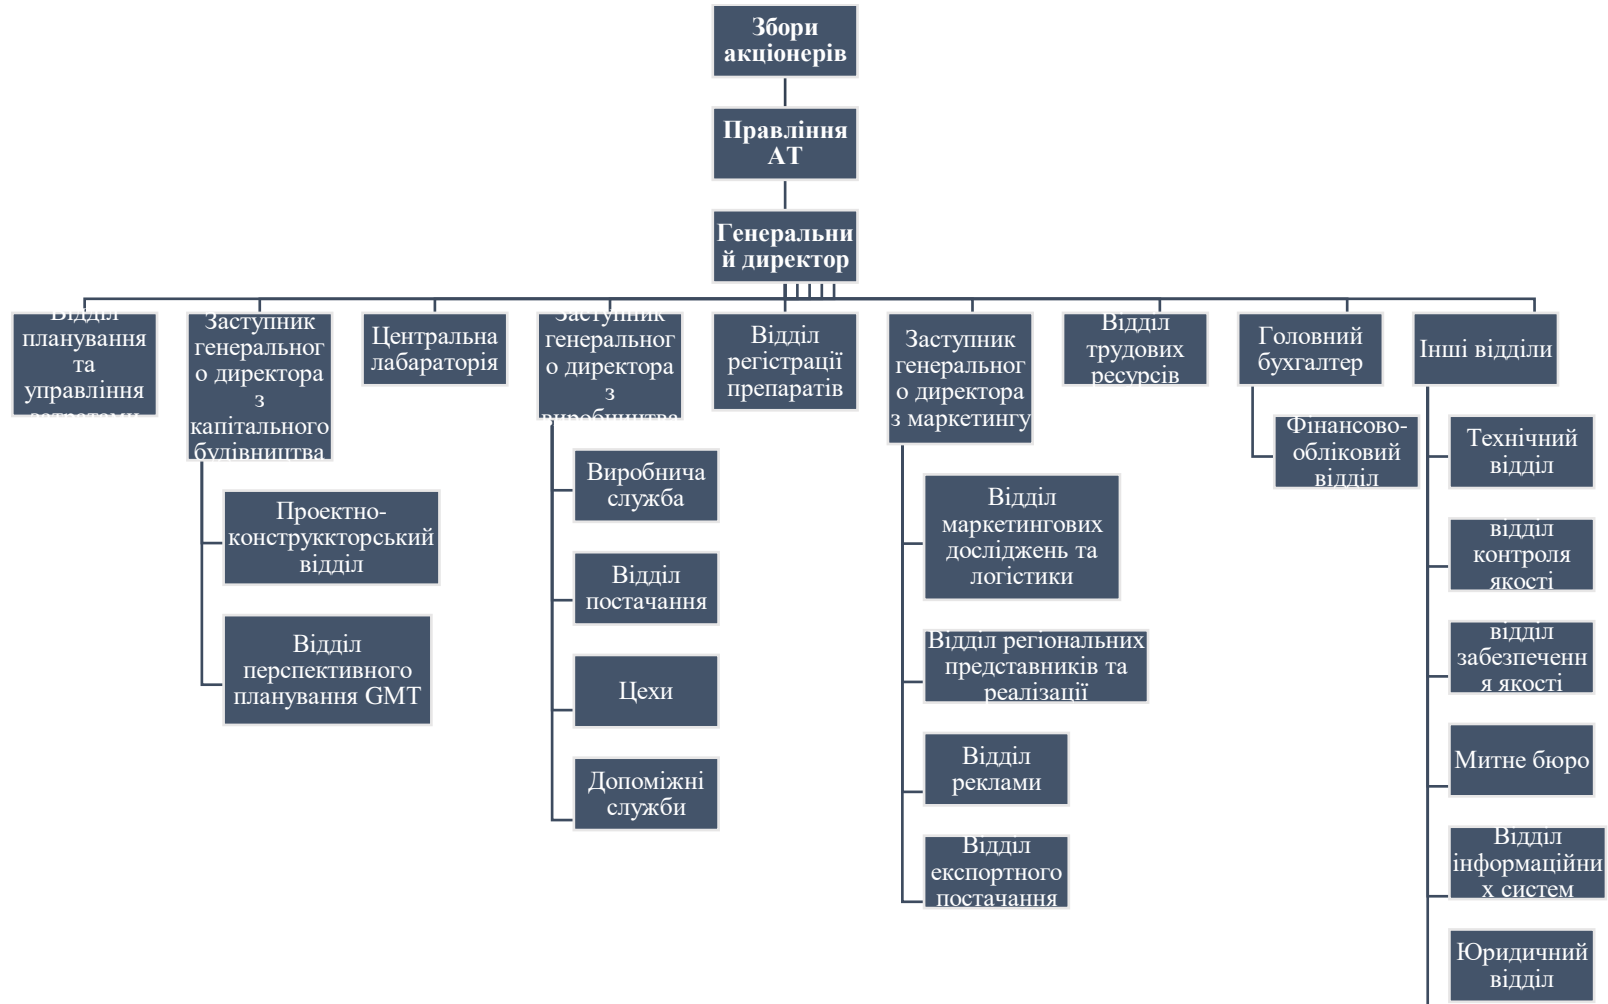 Збори
акціонерів
Правління
АТ
Генеральни
й директор
Відділ
планування
та
управління
затратами
Заступник
генеральног
о директора
з
капітального
будівництва
Центральна
лабараторія
Заступник
генеральног
о директора
з
виробництва
Відділ
регістрації
препаратів
Заступник
генеральног
о директора
з маркетингу
Відділ
трудових
ресурсів
Головний
бухгалтер
Інші відділи
Проектно-
конструккторський
відділ
Відділ
перспективного
планування GMT
Виробнича
служба
Відділ
постачання
Цехи
Допоміжні
служби
Відділ
маркетингових
досліджень та
логістики
Відділ регіональних
представників та
реалізації
Відділ
реклами
Відділ
експортного
постачання
Фінансово-
обліковий
відділ
Технічний
відділ
відділ
контроля
якості
відділ
забезпеченн
я якості
Митне бюро
Відділ
інформаційни
х систем
Юридичний
відділ